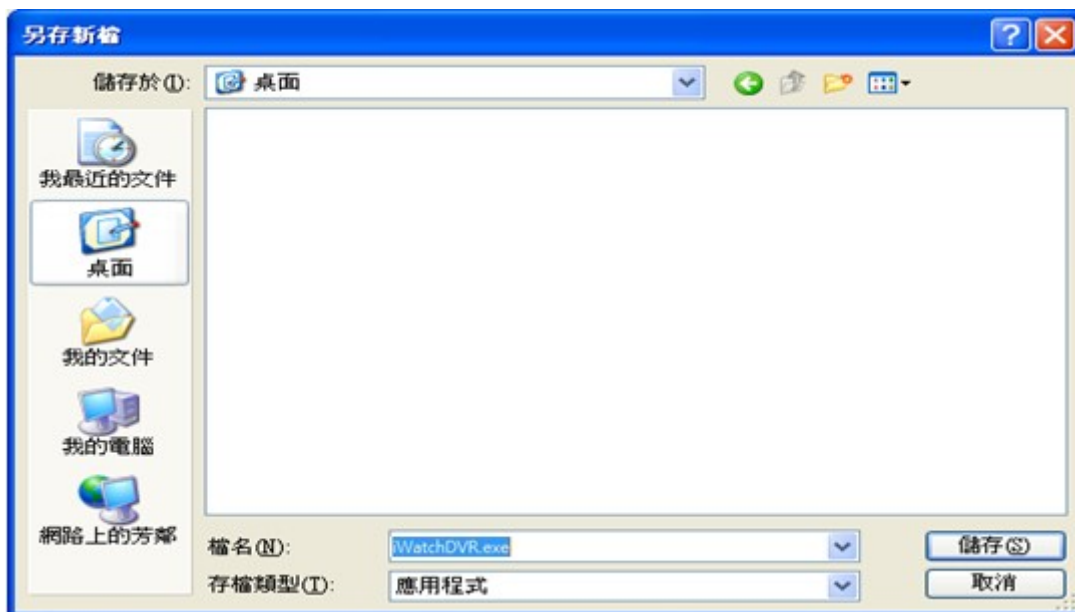 另存新檔
儲存於(I):
桌面
我最近的文件
桌面
我的文件
我的電腦
網路上的芳鄰
檔名(N):
iWatchDVR.exe
儲存(S)
存檔類型(T):
應用程式
取消